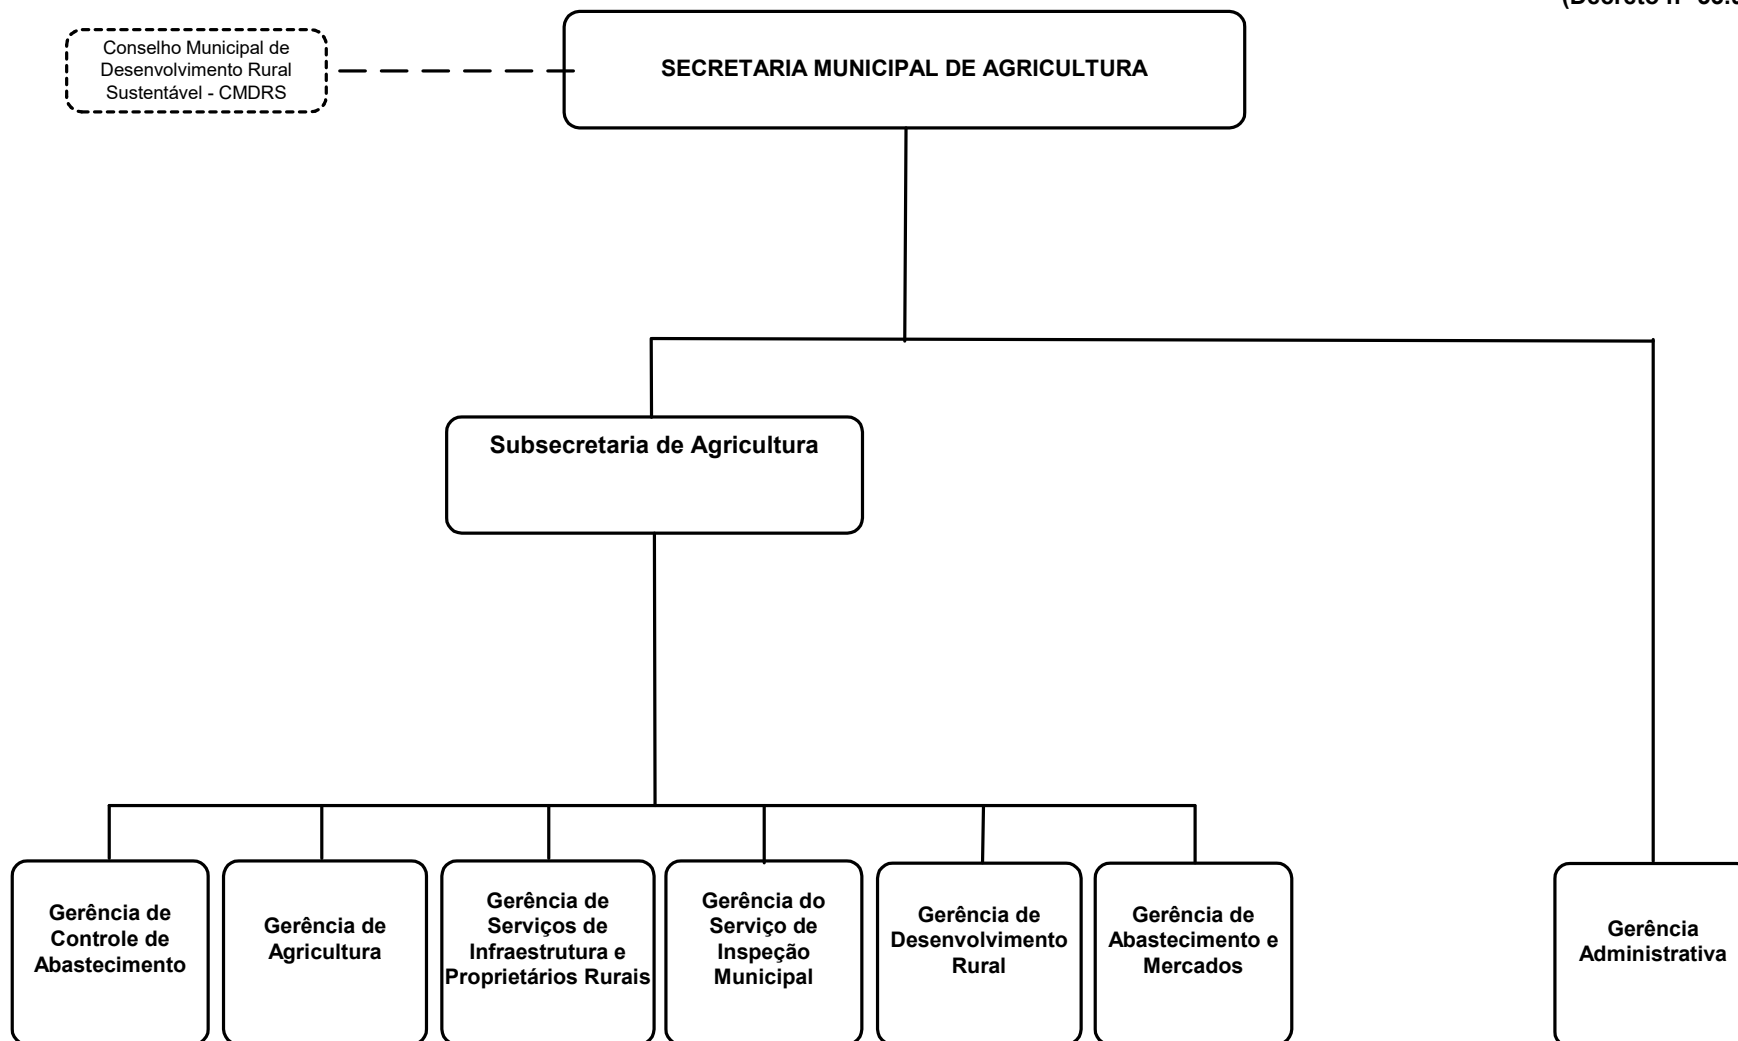 (Decreto nº
Conselho Municipal de
Desenvolvimento Rural
Sustentável - CMDRS
SECRETARIA MUNICIPAL DE AGRICULTURA
Subsecretaria de Agricultura
Gerência de
Controle de
Abastecimento
Gerência de
Agricultura
Gerência de
Serviços de
Infraestrutura e
Proprietários Rurais
Gerência do
Serviço de
Inspeção
Municipal
Gerência de
Desenvolvimento
Rural
Gerência de
Abastecimento e
Mercados
Gerência
Administrativa